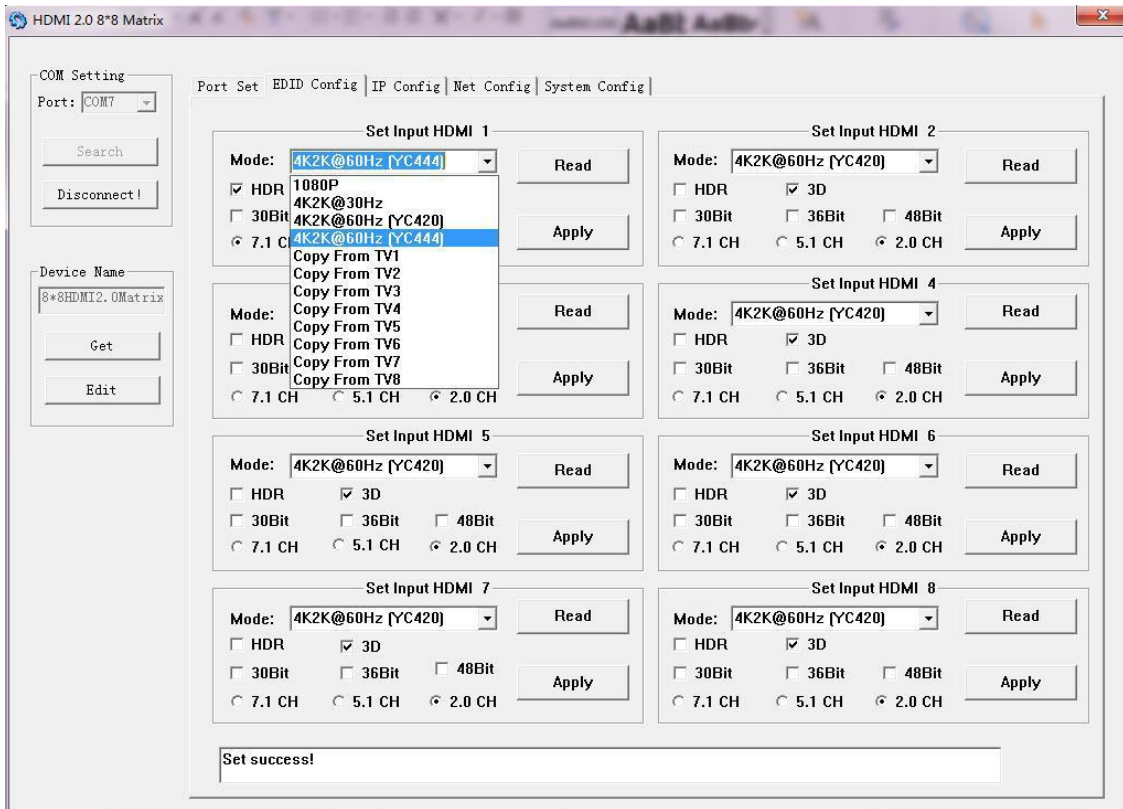 HDMI 2.0 8*8 Matrix
COM Setting
Port: COM7
Search
Disconnect!
Device Name
8*8HDMI2.0Matrix
Get
Edit
Port Set EDID Config IP Config Net Config System Config
Set Input HDMI 1
Mode: 4K2K@60Hz (YC444) Read
HDR
30Bit
7.1 C
Apply
1080P
4K2K@30Hz
4K2K@60Hz (YC420)
4K2K@60Hz (YC444)
Copy From TV1
Copy From TV2
Copy From TV3
Copy From TV4
Copy From TV5
Copy From TV6
Copy From TV7
Copy From TV8
Set Input HDMI 2
Mode: 4K2K@60Hz (YC420) Read
HDR 3D
30Bit 36Bit 48Bit
Apply
7.1 CH 5.1 CH 2.0 CH
Mode: Read
HDR
30Bit
Apply
7.1 CH 5.1 CH 2.0 CH
Set Input HDMI 4
Mode: 4K2K@60Hz (YC420) Read
HDR 3D
30Bit 36Bit 48Bit
Apply
7.1 CH 5.1 CH 2.0 CH
Set Input HDMI 5
Mode: 4K2K@60Hz (YC420) Read
HDR 3D
30Bit 36Bit 48Bit
Apply
7.1 CH 5.1 CH 2.0 CH
Set Input HDMI 6
Mode: 4K2K@60Hz (YC420) Read
HDR 3D
30Bit 36Bit 48Bit
Apply
7.1 CH 5.1 CH 2.0 CH
Set Input HDMI 7
Mode: 4K2K@60Hz (YC420) Read
HDR 3D
30Bit 36Bit 48Bit
Apply
7.1 CH 5.1 CH 2.0 CH
Set Input HDMI 8
Mode: 4K2K@60Hz (YC420) Read
HDR 3D
30Bit 36Bit 48Bit
Apply
7.1 CH 5.1 CH 2.0 CH
Set success!